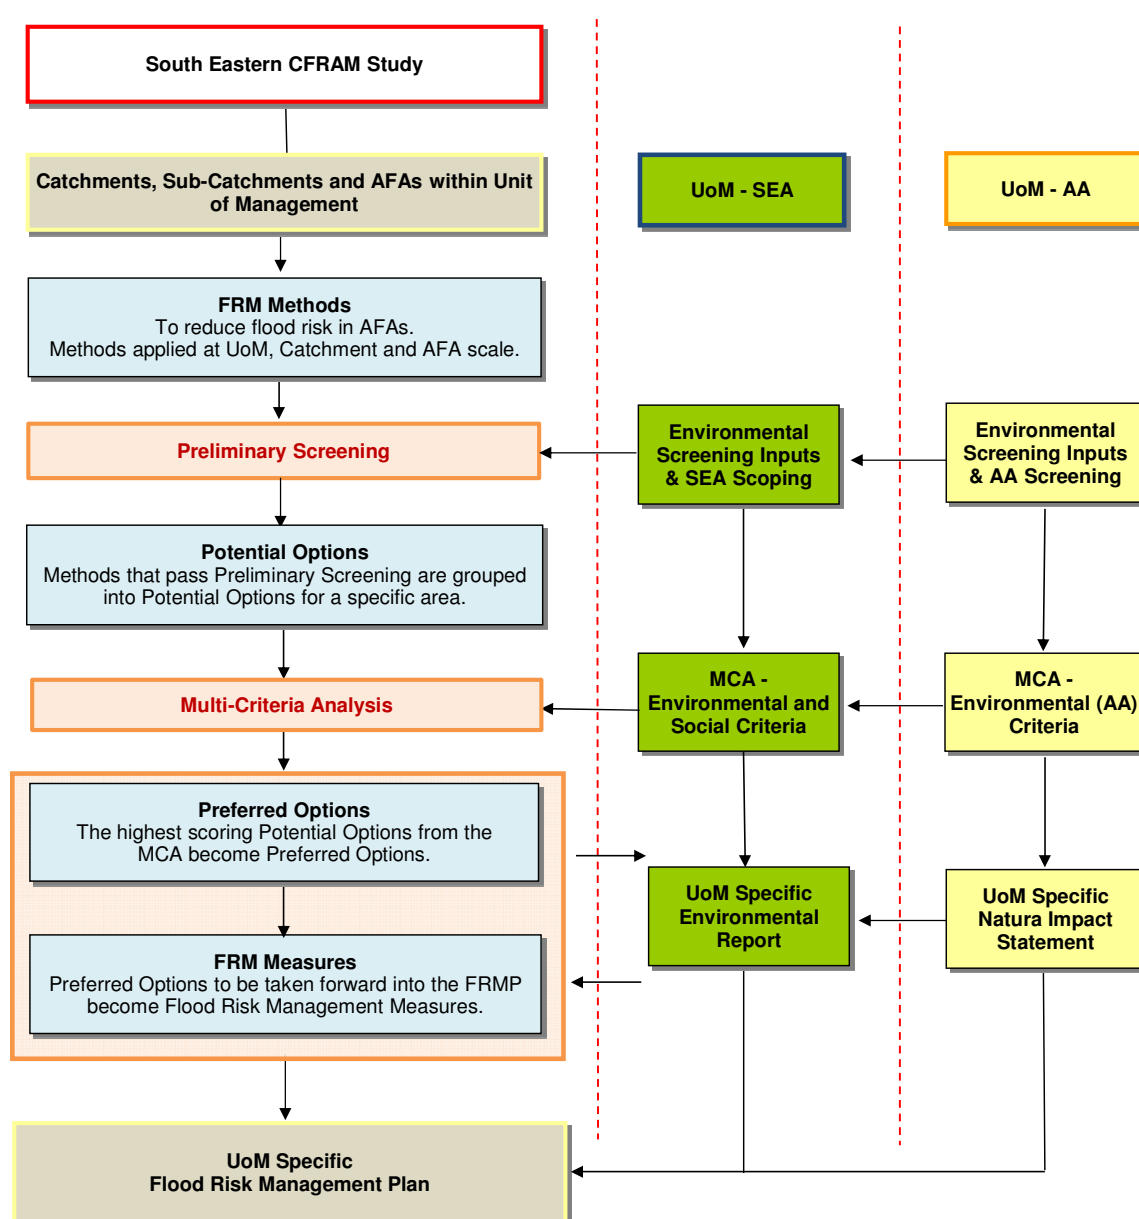 South Eastern CFRAM Study
Catchments, Sub-Catchments and AFAs within Unit
of Management
UoM - SEA
UoM - AA
FRM Methods
To reduce flood risk in AFAs.
Methods applied at UoM, Catchment and AFA scale.
Preliminary Screening
Environmental
Screening Inputs
& SEA Scoping
Environmental
Screening Inputs
& AA Screening
Potential Options
Methods that pass Preliminary Screening are grouped
into Potential Options for a specific area.
Multi-Criteria Analysis
MCA -
Environmental and
Social Criteria
MCA -
Environmental (AA)
Criteria
Preferred Options
The highest scoring Potential Options from the
MCA become Preferred Options.
UoM Specific
Environmental
Report
UoM Specific
Natura Impact
Statement
FRM Measures
Preferred Options to be taken forward into the FRMP
become Flood Risk Management Measures.
UoM Specific
Flood Risk Management Plan